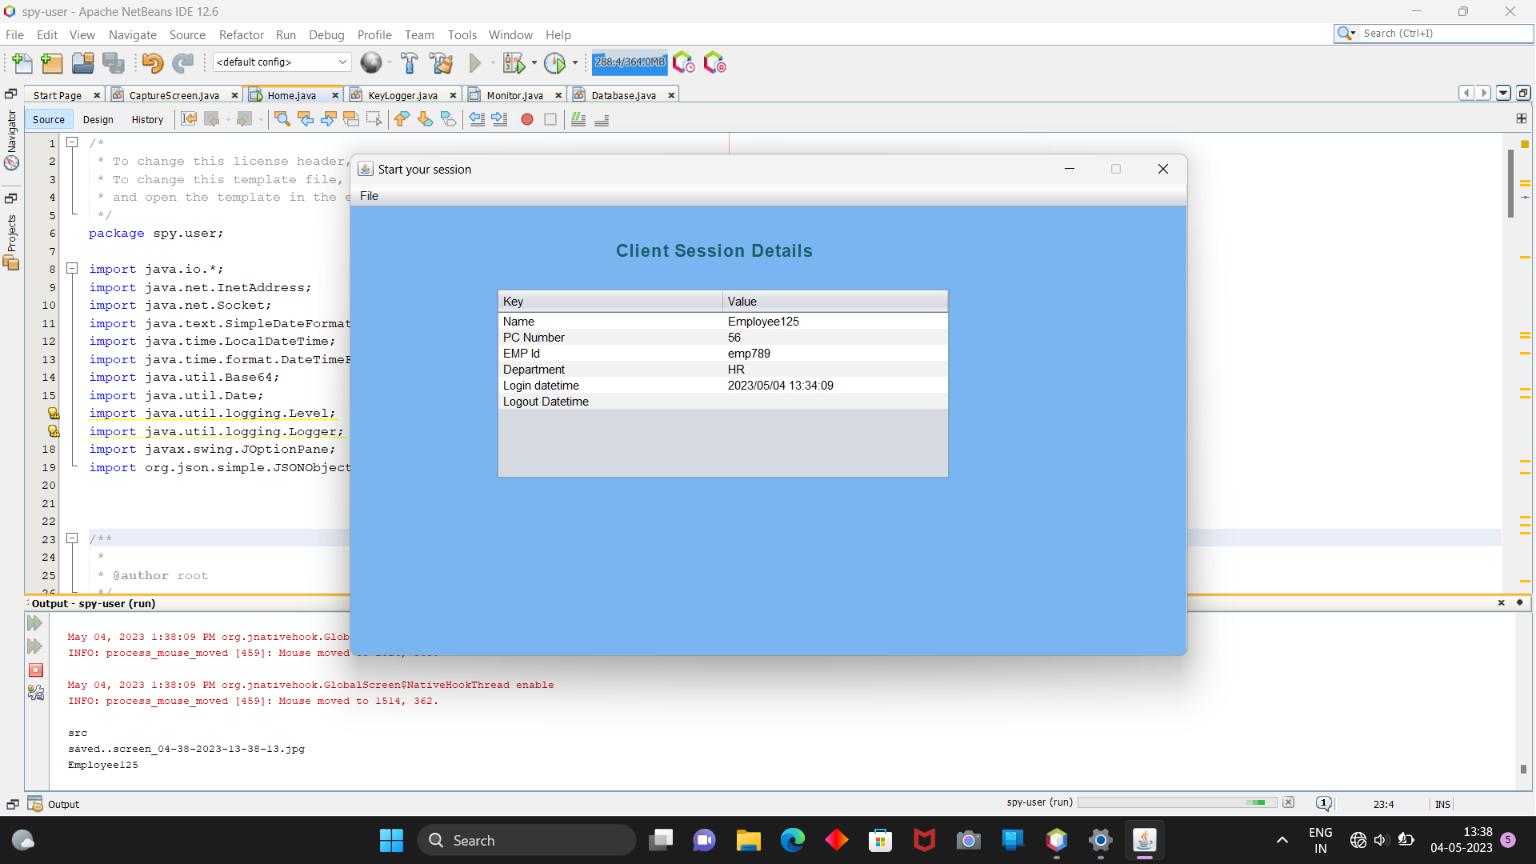 spy-user - Apache NetBeans IDE 12.6
File Edit View Navigate Source Refactor Run Debug Profile Team Tools Window Help
Search (Ctrl+I)
<default config>
288.4/364.0MB
Start Page
CaptureScreen.java
Home.java
KeyLogger.java
Monitor.java
Database.java
Source Design History
Navigator
Projects
1 /*
2 * To change this license header,
3 * To change this template file,
4 * and open the template in the e
5 */
6 package spy.user;
7
8 import java.io.*;
9 import java.net.InetAddress;
10 import java.net.Socket;
11 import java.text.SimpleDateFormat
12 import java.time.LocalDateTime;
13 import java.time.format.DateTimeF
14 import java.util.Base64;
15 import java.util.Date;
import java.util.logging.Level;
import java.util.logging.Logger;
18 import javax.swing.JOptionPane;
19 import org.json.simple.JSONObject
20
21
22
23 /**
24 *
25 * @author root
26 */
Start your session
File
Client Session Details
Key Value
Name Employee125
PC Number 56
EMP Id emp789
Department HR
Login datetime 2023/05/04 13:34:09
Logout Datetime
Output - spy-user (run)
May 04, 2023 1:38:09 PM org.jnativehook.Glob
INFO: process_mouse_moved [459]: Mouse moved
May 04, 2023 1:38:09 PM org.jnativehook.GlobalScreen$NativeHookThread enable
INFO: process_mouse_moved [459]: Mouse moved to 1514, 362.
src
saved..screen_04-38-2023-13-38-13.jpg
Employee125
Output
spy-user (run)
1
23:4
INS
Search
ENG
IN
13:38
04-05-2023
5